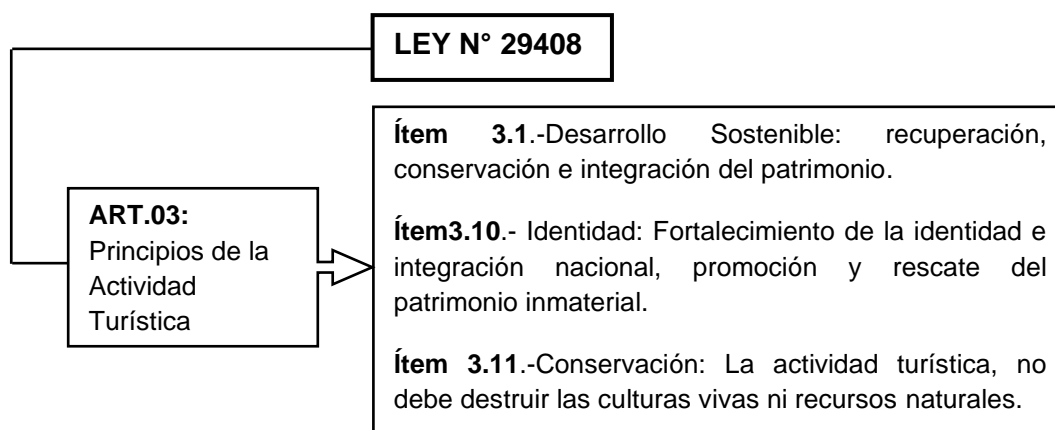 LEY N° 29408
Ítem 3.1.-Desarrollo Sostenible: recuperación,
conservación e integración del patrimonio.
ART.03:
Principios de la
Actividad
Turística
Ítem3.10.- Identidad: Fortalecimiento de la identidad e
integración nacional, promoción y rescate del
patrimonio inmaterial.
Ítem 3.11.-Conservación: La actividad turística, no
debe destruir las culturas vivas ni recursos naturales.